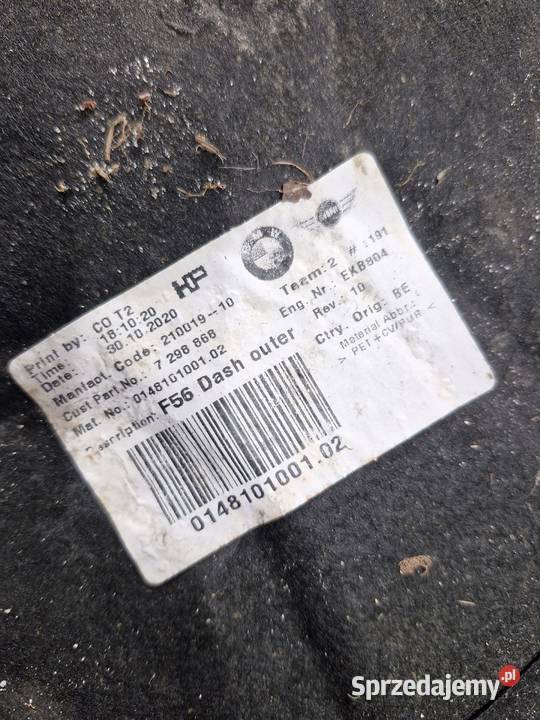 Print by: CO T2
Time: 18:10:20
Date: 30.10.2020
Manfact. Code: 210019--10
Cust Part No.: 7 298 868
Mat. No.: 0148101001.02
Description: F56 Dash outer
0148101001.02
HP
BMW
Team: 2 # 1191
Eng. Nr.: EKB804
Rev.: 10
Ctry. Orig: BE
Material Abbr.:
> PET+CV/PUR <
Sprzedajemy.pl